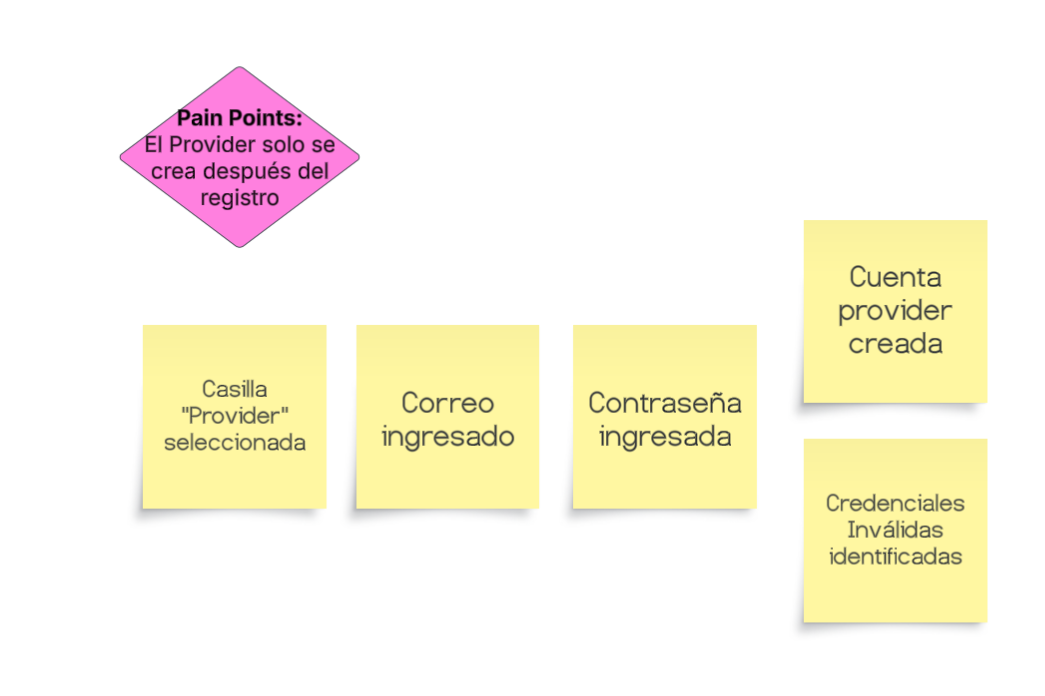 Pain Points:
El Provider solo se
crea después del
registro
Casilla
"Provider"
seleccionada
Correo
ingresado
Contraseña
ingresada
Cuenta
provider
creada
Credenciales
Inválidas
identificadas